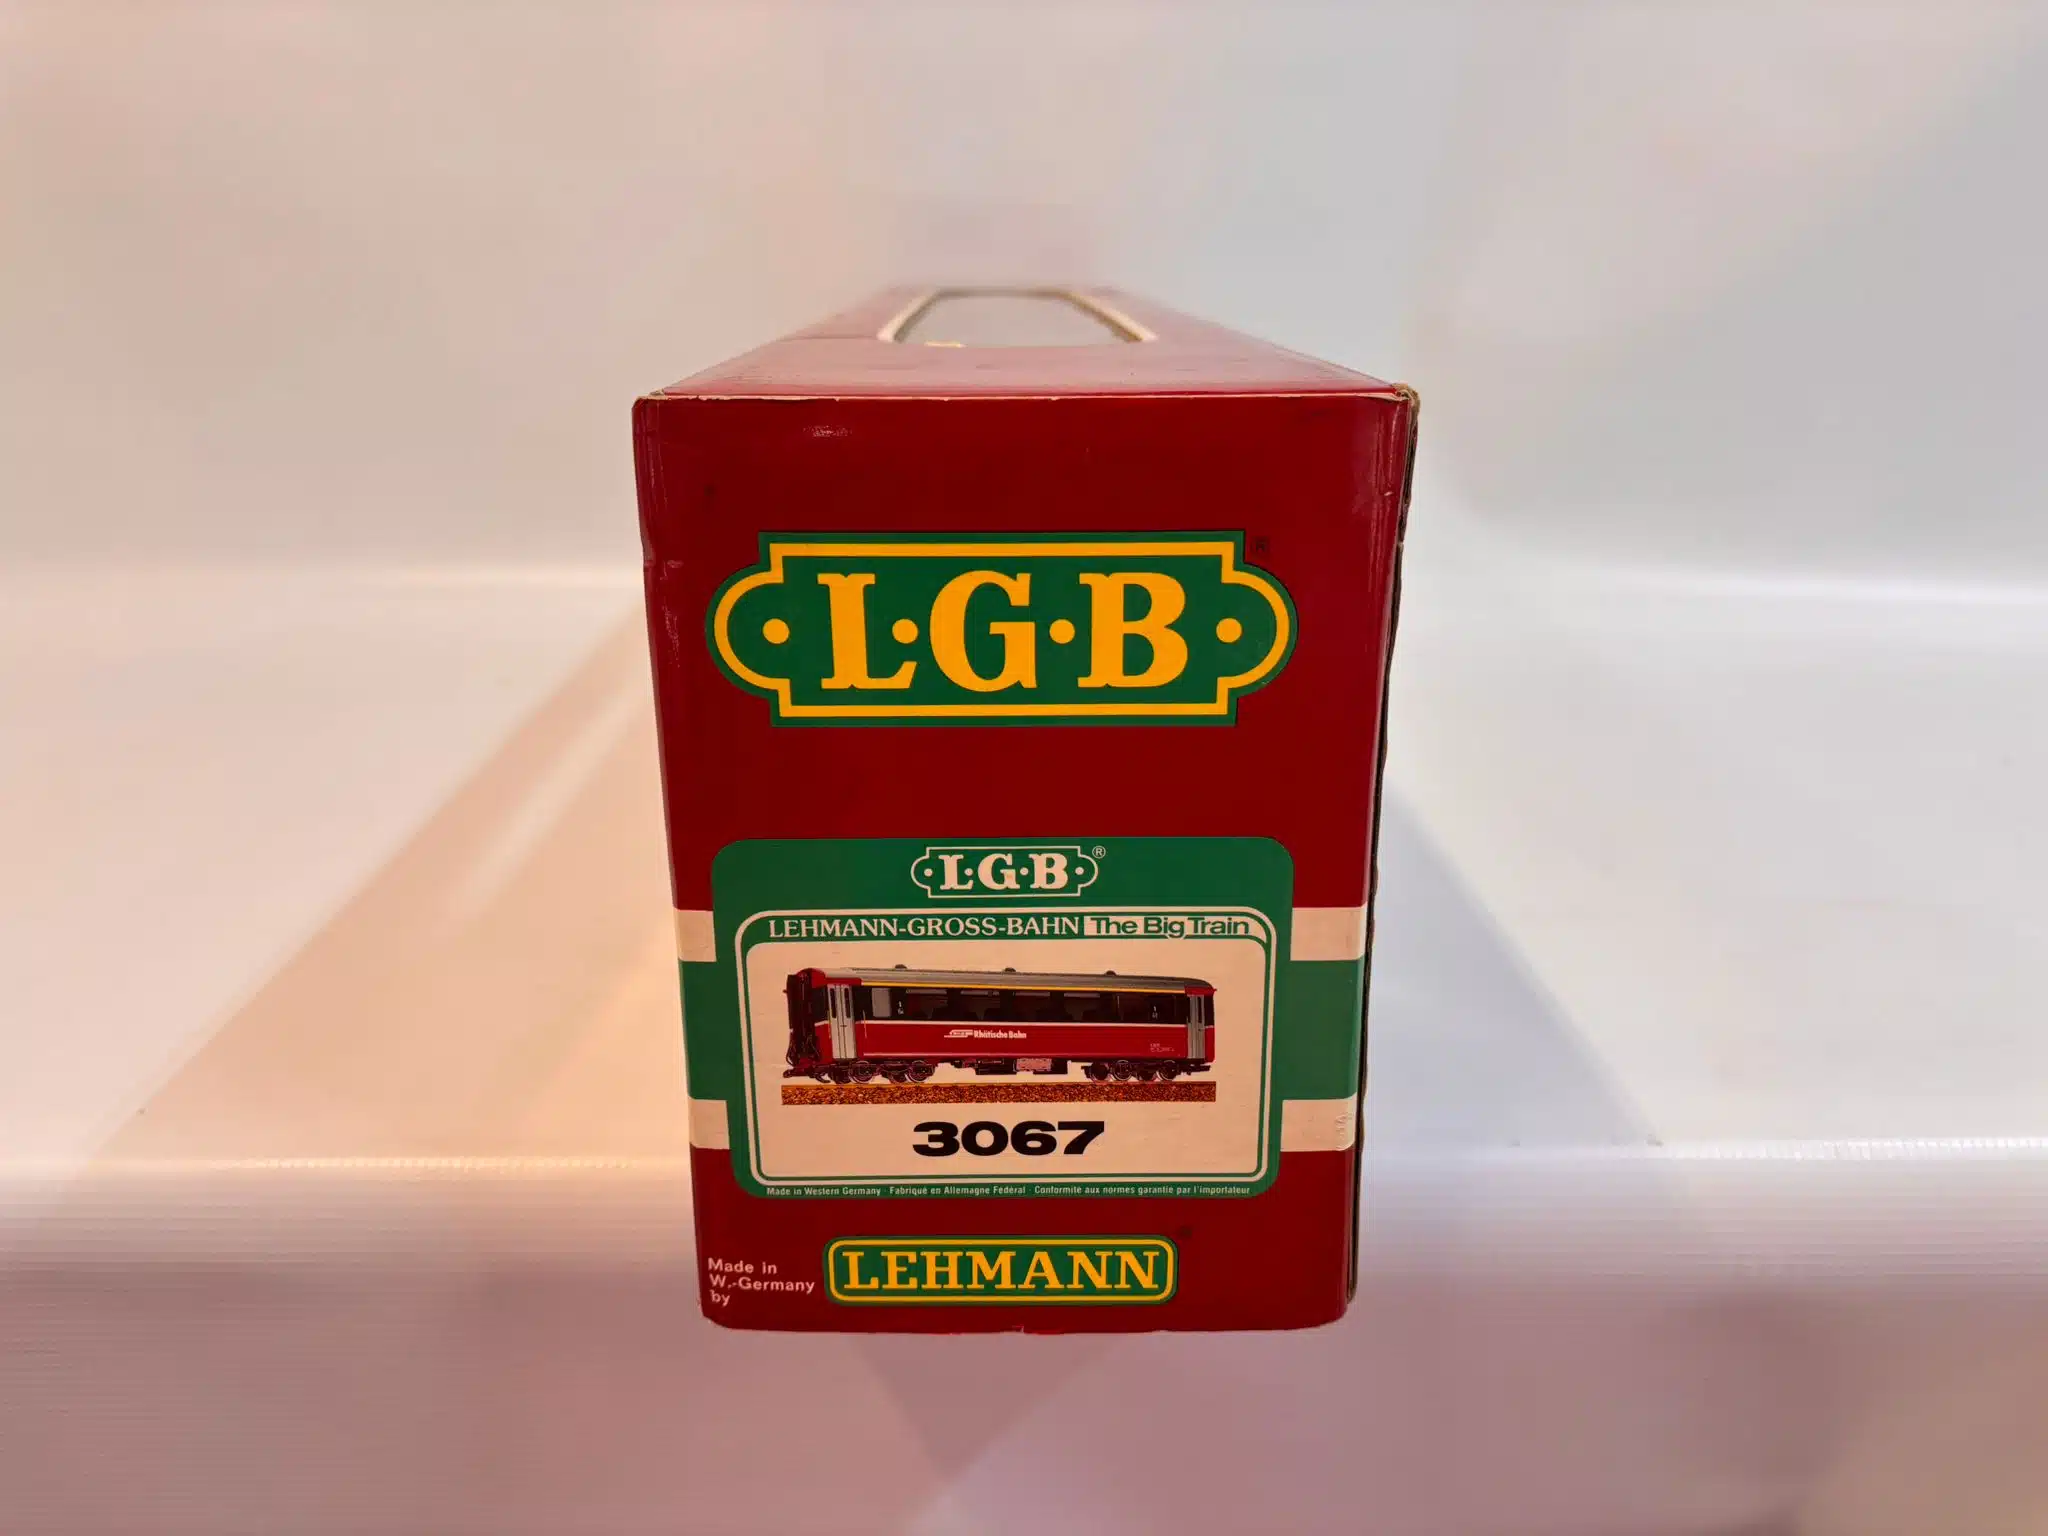 L·G·B
®
L·G·B ®
LEHMANN-GROSS-BAHN The Big Train
Rhätische Bahn
3067
Made in Western Germany · Fabriqué en Allemagne Fédéral · Conformité aux normes garantie par l'importateur
Made in
W.-Germany
by
LEHMANN